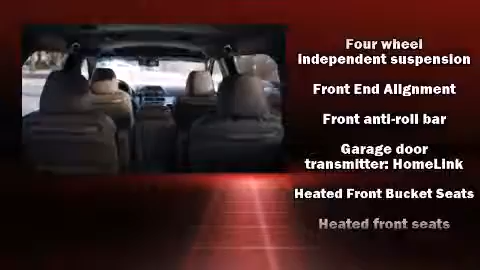 Four wheel
independent suspension
Front End Alignment
Front anti-roll bar
Garage door
transmitter: HomeLink
Heated Front Bucket Seats
Heated front seats